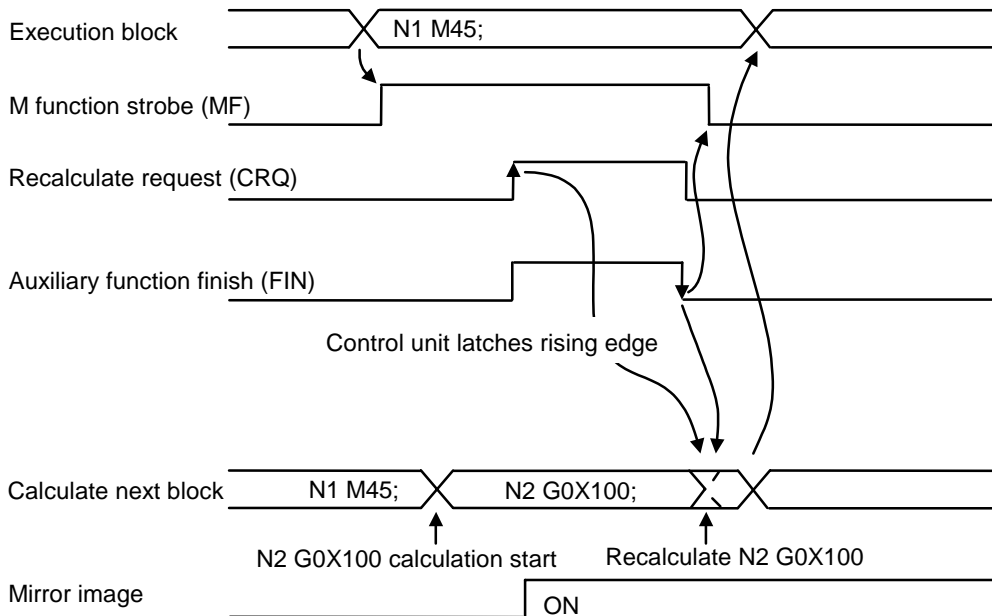 Execution block
N1 M45;
M function strobe (MF)
Recalculate request (CRQ)
Auxiliary function finish (FIN)
Control unit latches rising edge
Calculate next block
N1 M45;
N2 G0X100;
N2 G0X100 calculation start
Recalculate N2 G0X100
Mirror image
ON